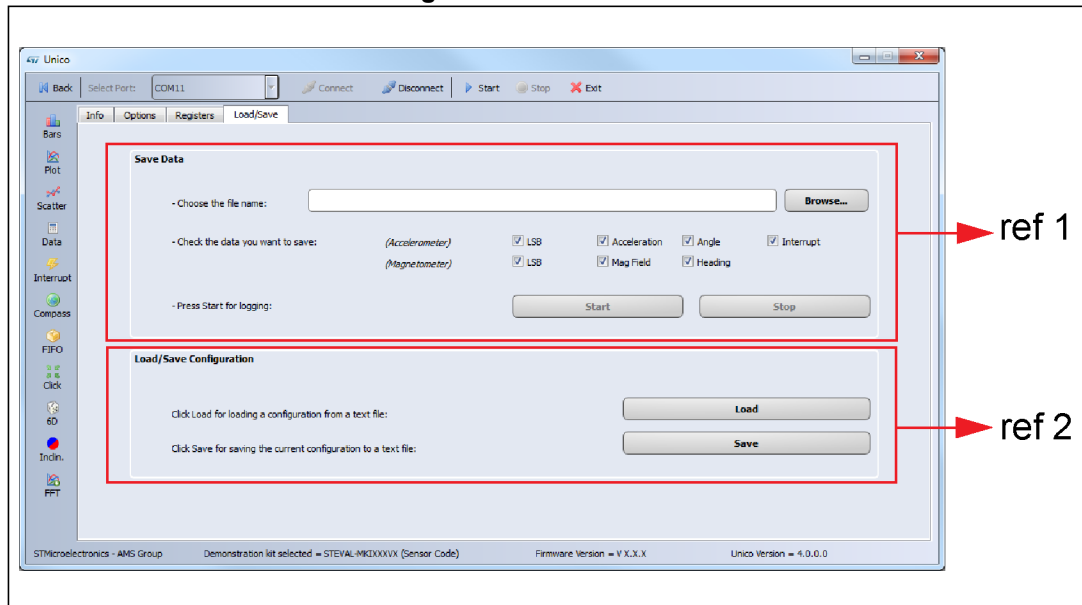 Unico
Back Select Port: COM11 Connect Disconnect Start Stop Exit
Info Options Registers Load/Save
Bars
Plot
Scatter
Data
Interrupt
Compass
FIFO
Click
6D
Inclin.
FFT
Save Data
- Choose the file name: Browse...
- Check the data you want to save: (Accelerometer) LSB Acceleration Angle Interrupt
(Magnetometer) LSB Mag Field Heading
- Press Start for logging: Start Stop
ref 1
Load/Save Configuration
Click Load for loading a configuration from a text file: Load
Click Save for saving the current configuration to a text file: Save
ref 2
STMicroelectronics - AMS Group Demonstration kit selected = STEVAL-MKIXXXVX (Sensor Code) Firmware Version = V X.X.X Unico Version = 4.0.0.0